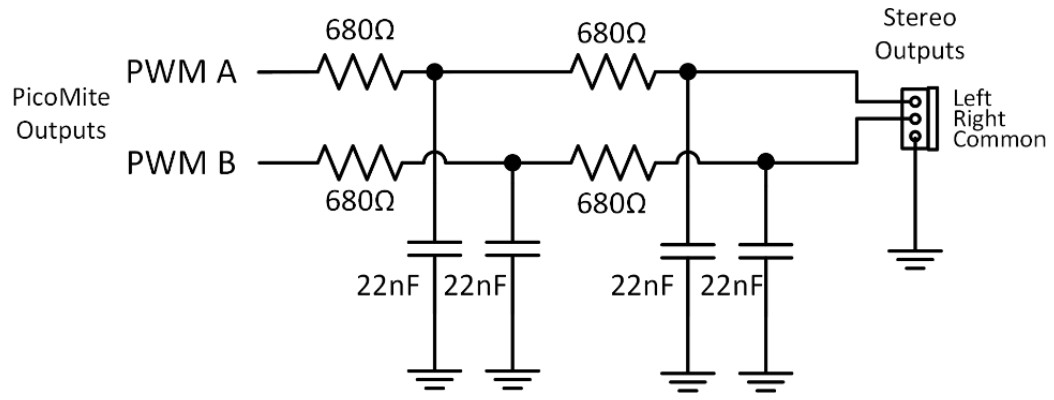 680Ω
680Ω
Stereo
Outputs
PWM A
PicoMite
Outputs
Left
Right
Common
PWM B
680Ω
680Ω
22nF
22nF
22nF
22nF